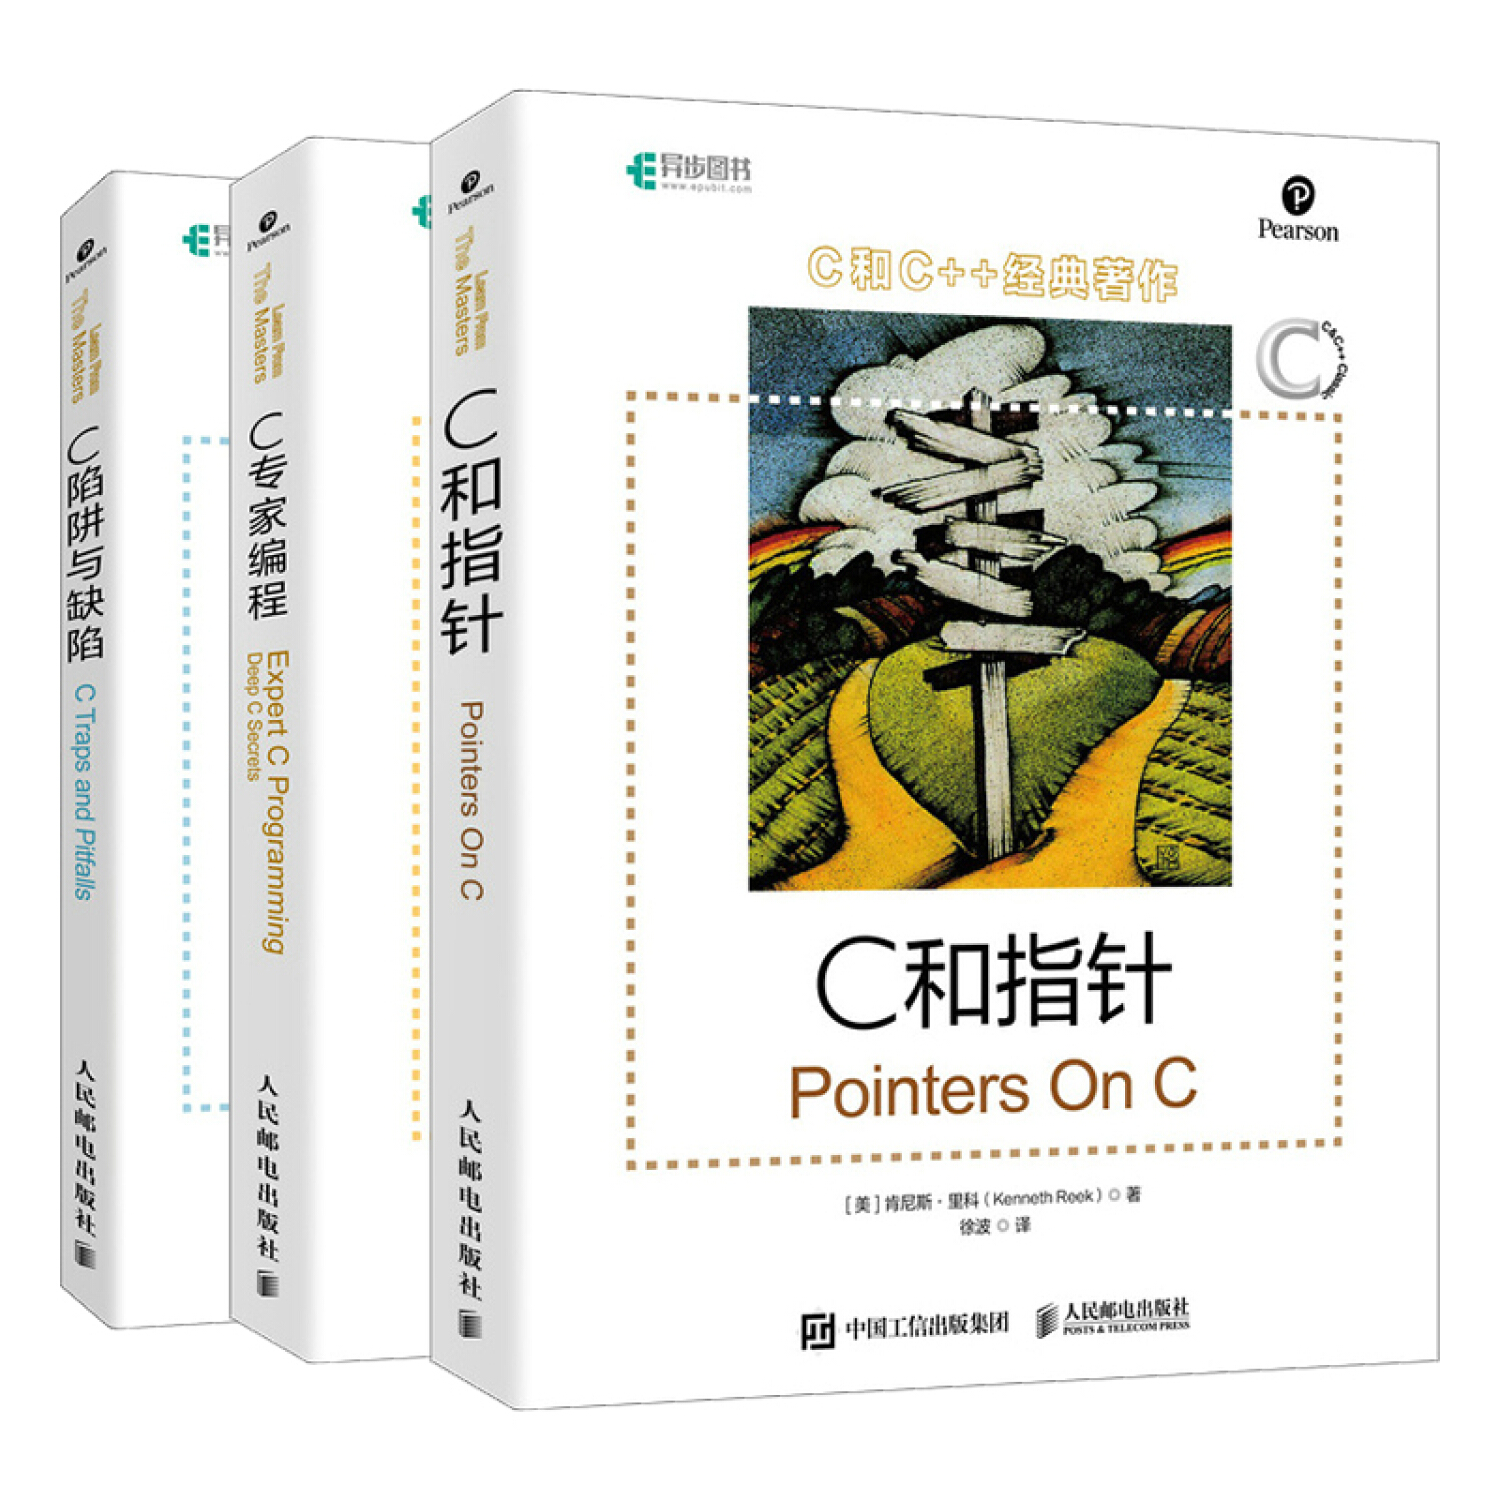 Pearson
Learn From
The Masters
C陷阱与缺陷
C Traps and Pitfalls
人民邮电出版社
Pearson
Learn From
The Masters
C专家编程
Expert C Programming
Deep C Secrets
人民邮电出版社
Pearson
Learn From
The Masters
C和指针
Pointers On C
人民邮电出版社
异步图书
www.epubit.com
Pearson
C和C++经典著作
C
C&C++ Classic
C和指针
Pointers On C
[美]肯尼斯·里科(Kenneth Reek)◎著
徐波◎译
中国工信出版集团
人民邮电出版社
POSTS & TELECOM PRESS